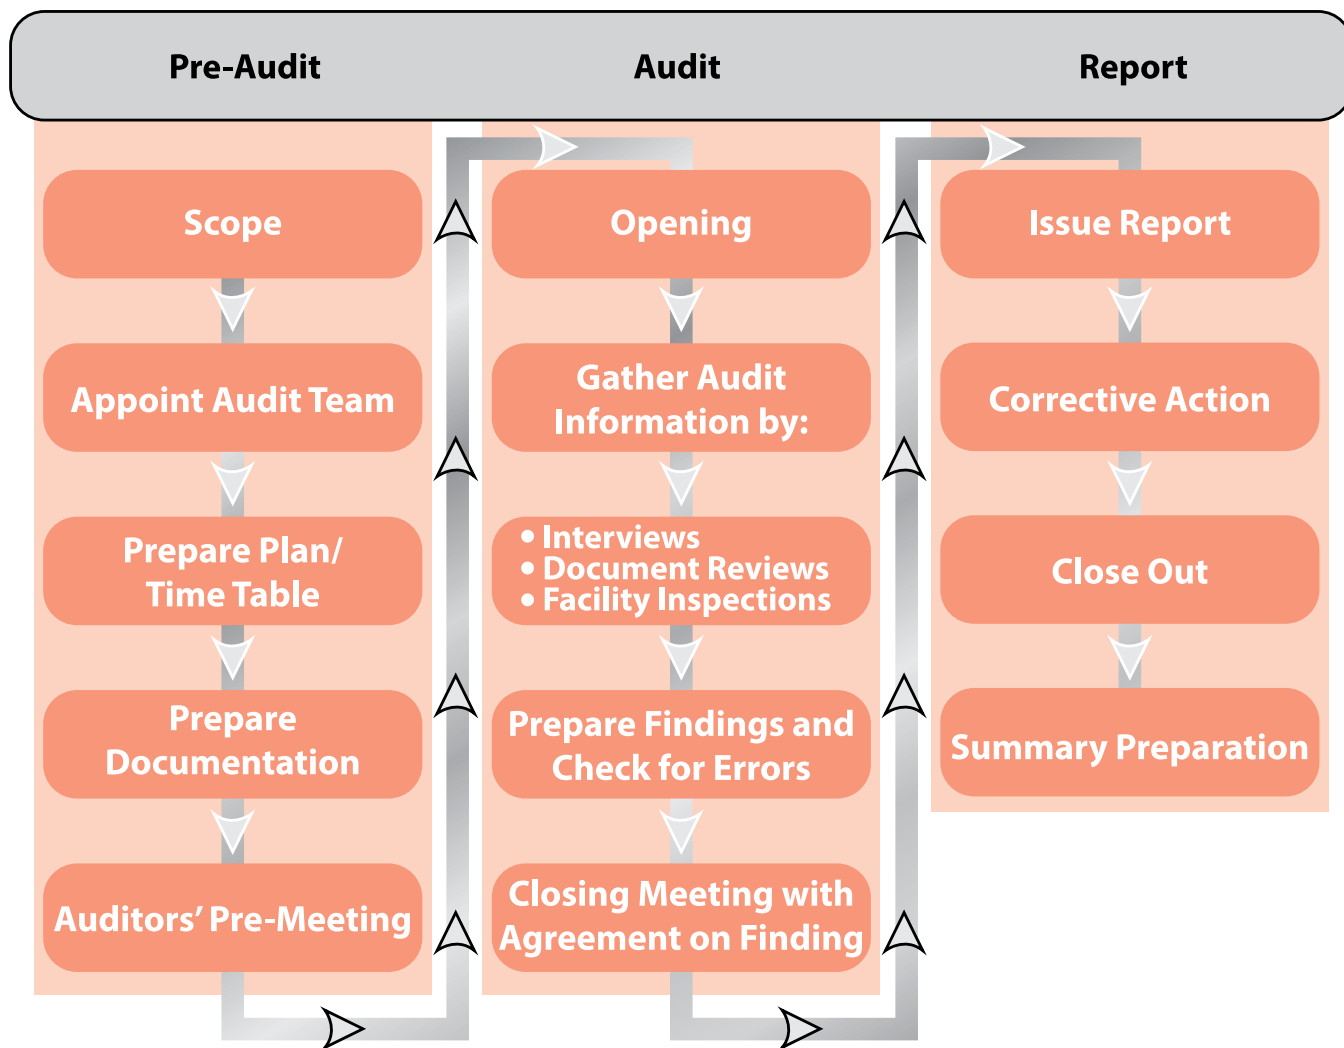 Pre-Audit
Audit
Report
Scope
Appoint Audit Team
Prepare Plan/
Time Table
Prepare
Documentation
Auditors’ Pre-Meeting
Opening
Gather Audit
Information by:
• Interviews
• Document Reviews
• Facility Inspections
Prepare Findings and
Check for Errors
Closing Meeting with
Agreement on Finding
Issue Report
Corrective Action
Close Out
Summary Preparation